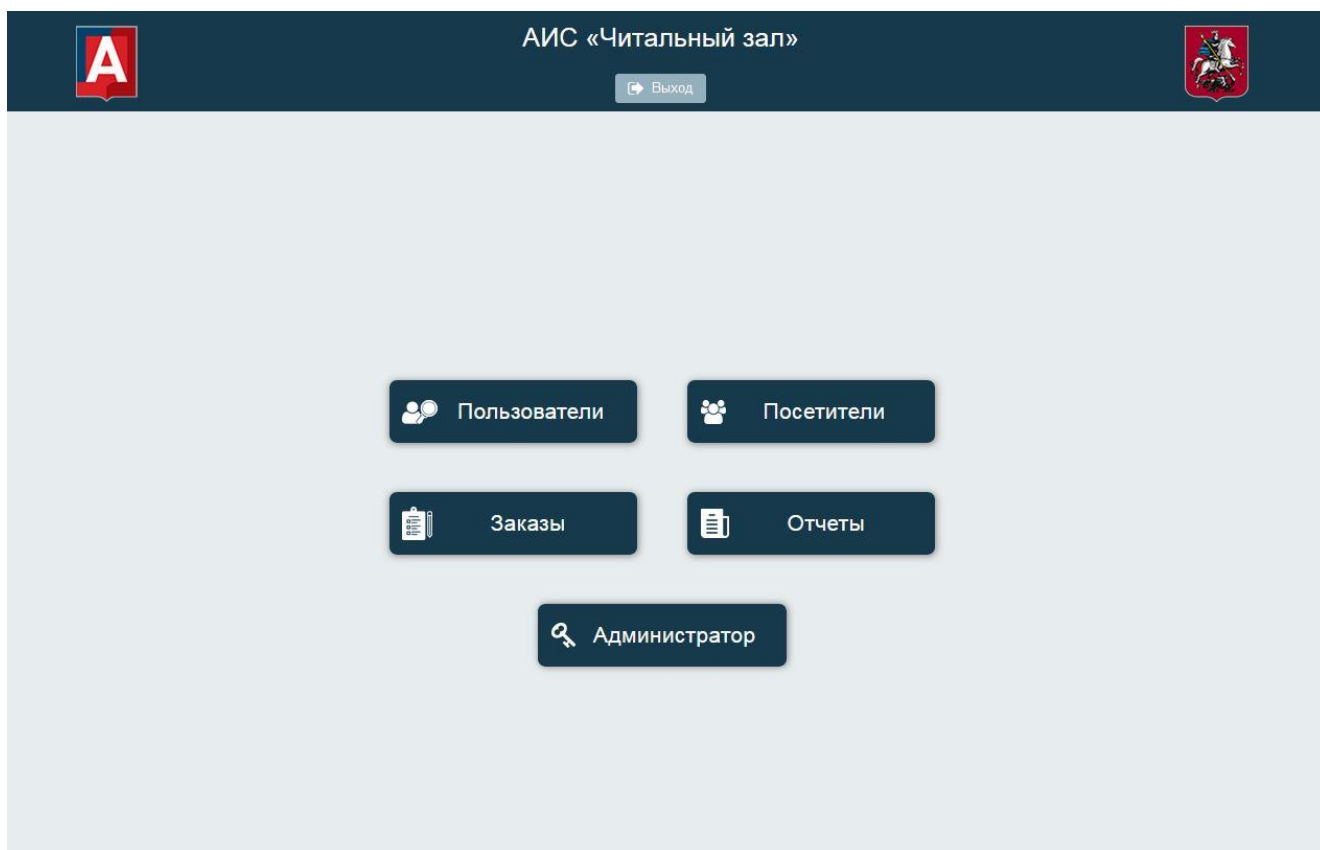 А
АИС «Читальный зал»
Выход
Пользователи
Посетители
Заказы
Отчеты
Администратор